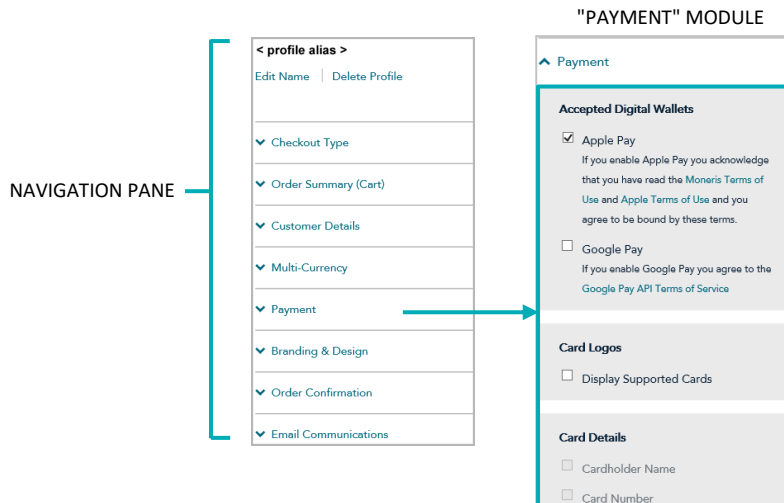 "PAYMENT" MODULE
< profile alias >
Edit Name | Delete Profile
NAVIGATION PANE
Checkout Type
Order Summary (Cart)
Customer Details
Multi-Currency
Payment
Branding & Design
Order Confirmation
Email Communications
Payment
Accepted Digital Wallets
Apple Pay
If you enable Apple Pay you acknowledge
that you have read the Moneris Terms of
Use and Apple Terms of Use and you
agree to be bound by these terms.
Google Pay
If you enable Google Pay you agree to the
Google Pay API Terms of Service
Card Logos
Display Supported Cards
Card Details
Cardholder Name
Card Number